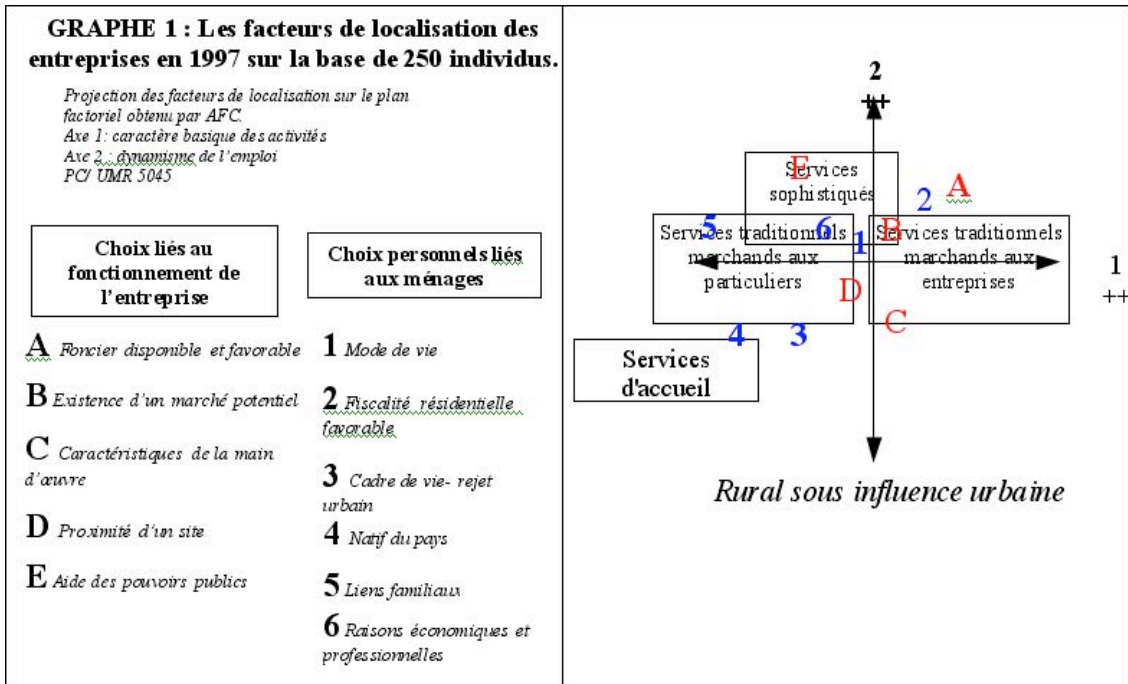 GRAPHE 1 : Les facteurs de localisation des
entreprises en 1997 sur la base de 250 individus.
Projection des facteurs de localisation sur le plan
factoriel obtenu par AFC.
Axe 1: caractère basique des activités
Axe 2 : dynamisme de l'emploi
PC/ UMR 5045
Choix liés au
fonctionnement de
l'entreprise
Choix personnels liés
aux ménages
A Foncier disponible et favorable
B Existence d'un marché potentiel
C Caractéristiques de la main
d'œuvre
D Proximité d'un site
E Aide des pouvoirs publics
1 Mode de vie
2 Fiscalité résidentielle
favorable
3 Cadre de vie- rejet
urbain
4 Natif du pays
5 Liens familiaux
6 Raisons économiques et
professionnelles
2
++
E
Services
sophistiqués
2 A
5 6 1 B
Services traditionnels
marchands aux
particuliers
Services traditionnels
marchands aux
entreprises
1
++
D
C
4 3
Services
d'accueil
Rural sous influence urbaine